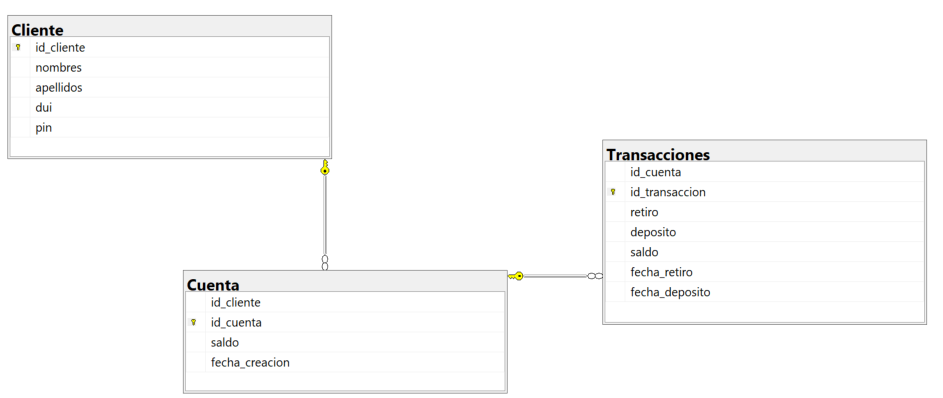 Cliente
id_cliente
nombres
apellidos
dui
pin
Transacciones
id_cuenta
id_transaccion
retiro
deposito
saldo
fecha_retiro
fecha_deposito
Cuenta
id_cliente
id_cuenta
saldo
fecha_creacion